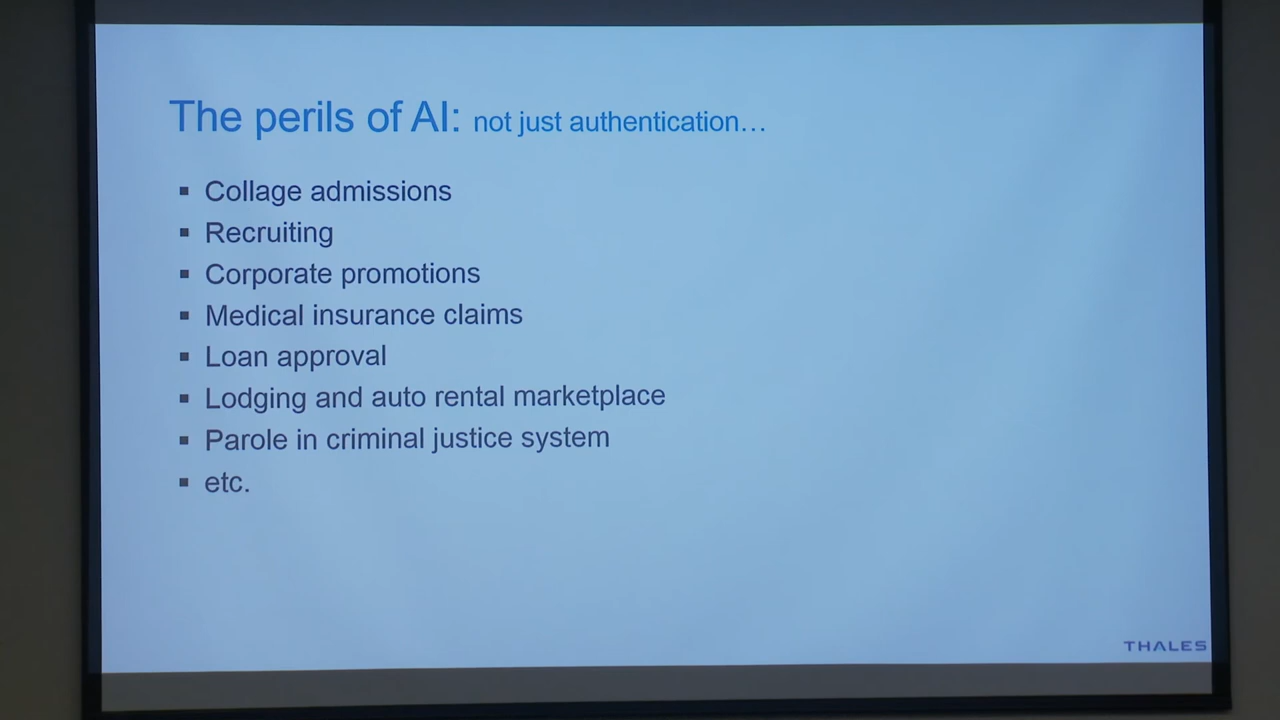 The perils of AI: not just authentication…
▪ Collage admissions
▪ Recruiting
▪ Corporate promotions
▪ Medical insurance claims
▪ Loan approval
▪ Lodging and auto rental marketplace
▪ Parole in criminal justice system
▪ etc.
THALES